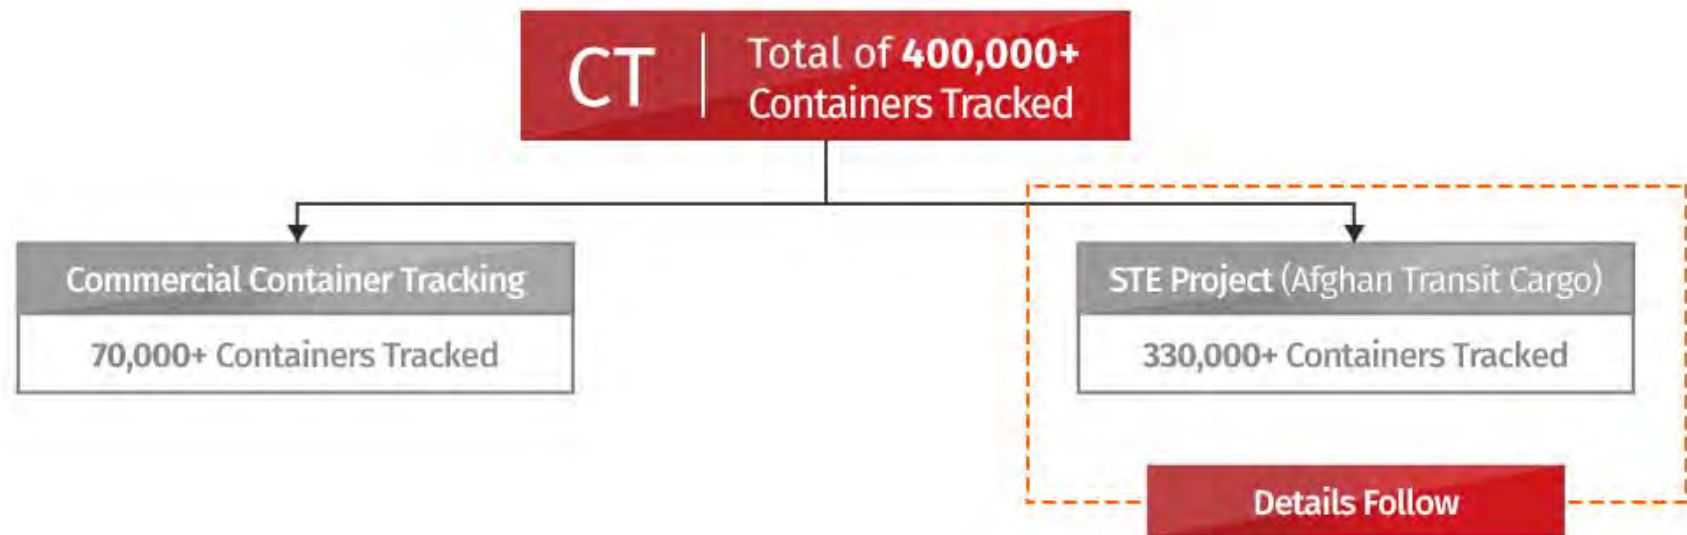 CT
Total of 400,000+
Containers Tracked
Commercial Container Tracking
70,000+ Containers Tracked
STE Project (Afghan Transit Cargo)
330,000+ Containers Tracked
Details Follow